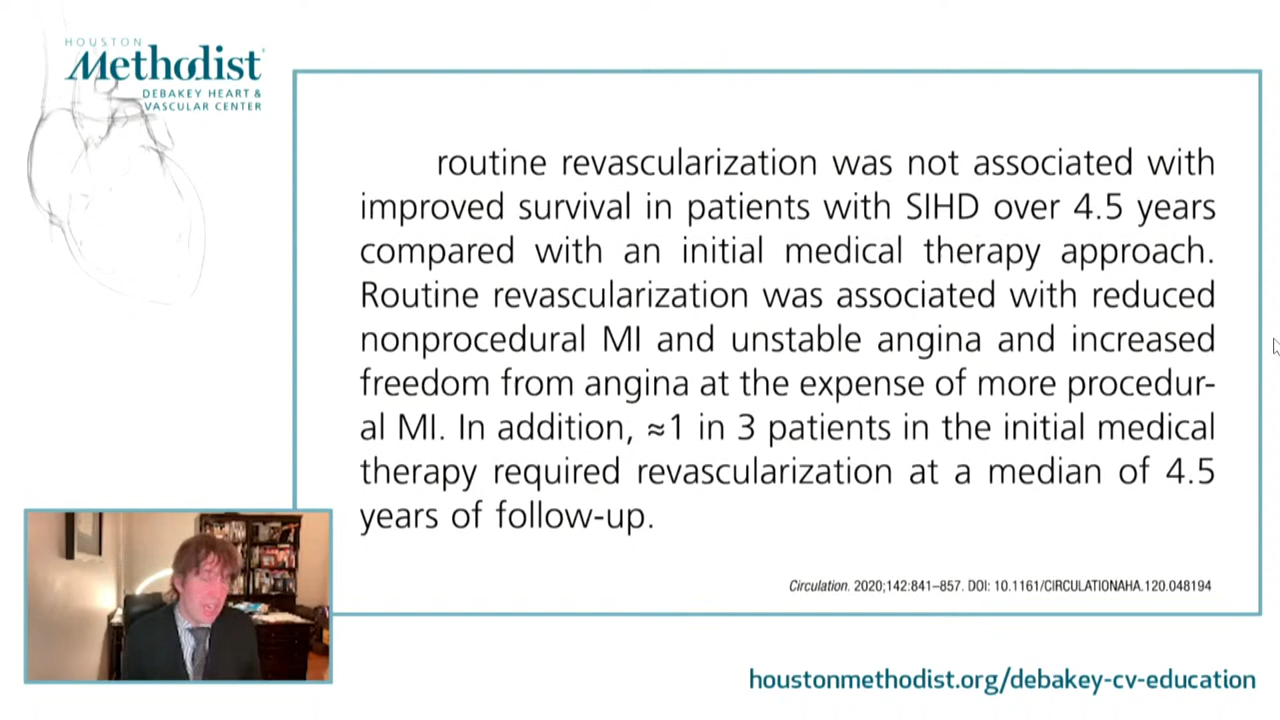 HOUSTON
Methodist
DEBAKEY HEART &
VASCULAR CENTER
routine revascularization was not associated with
improved survival in patients with SIHD over 4.5 years
compared with an initial medical therapy approach.
Routine revascularization was associated with reduced
nonprocedural MI and unstable angina and increased
freedom from angina at the expense of more procedur-
al MI. In addition, ≈1 in 3 patients in the initial medical
therapy required revascularization at a median of 4.5
years of follow-up.
Circulation. 2020;142:841–857. DOI: 10.1161/CIRCULATIONAHA.120.048194
houstonmethodist.org/debakey-cv-education